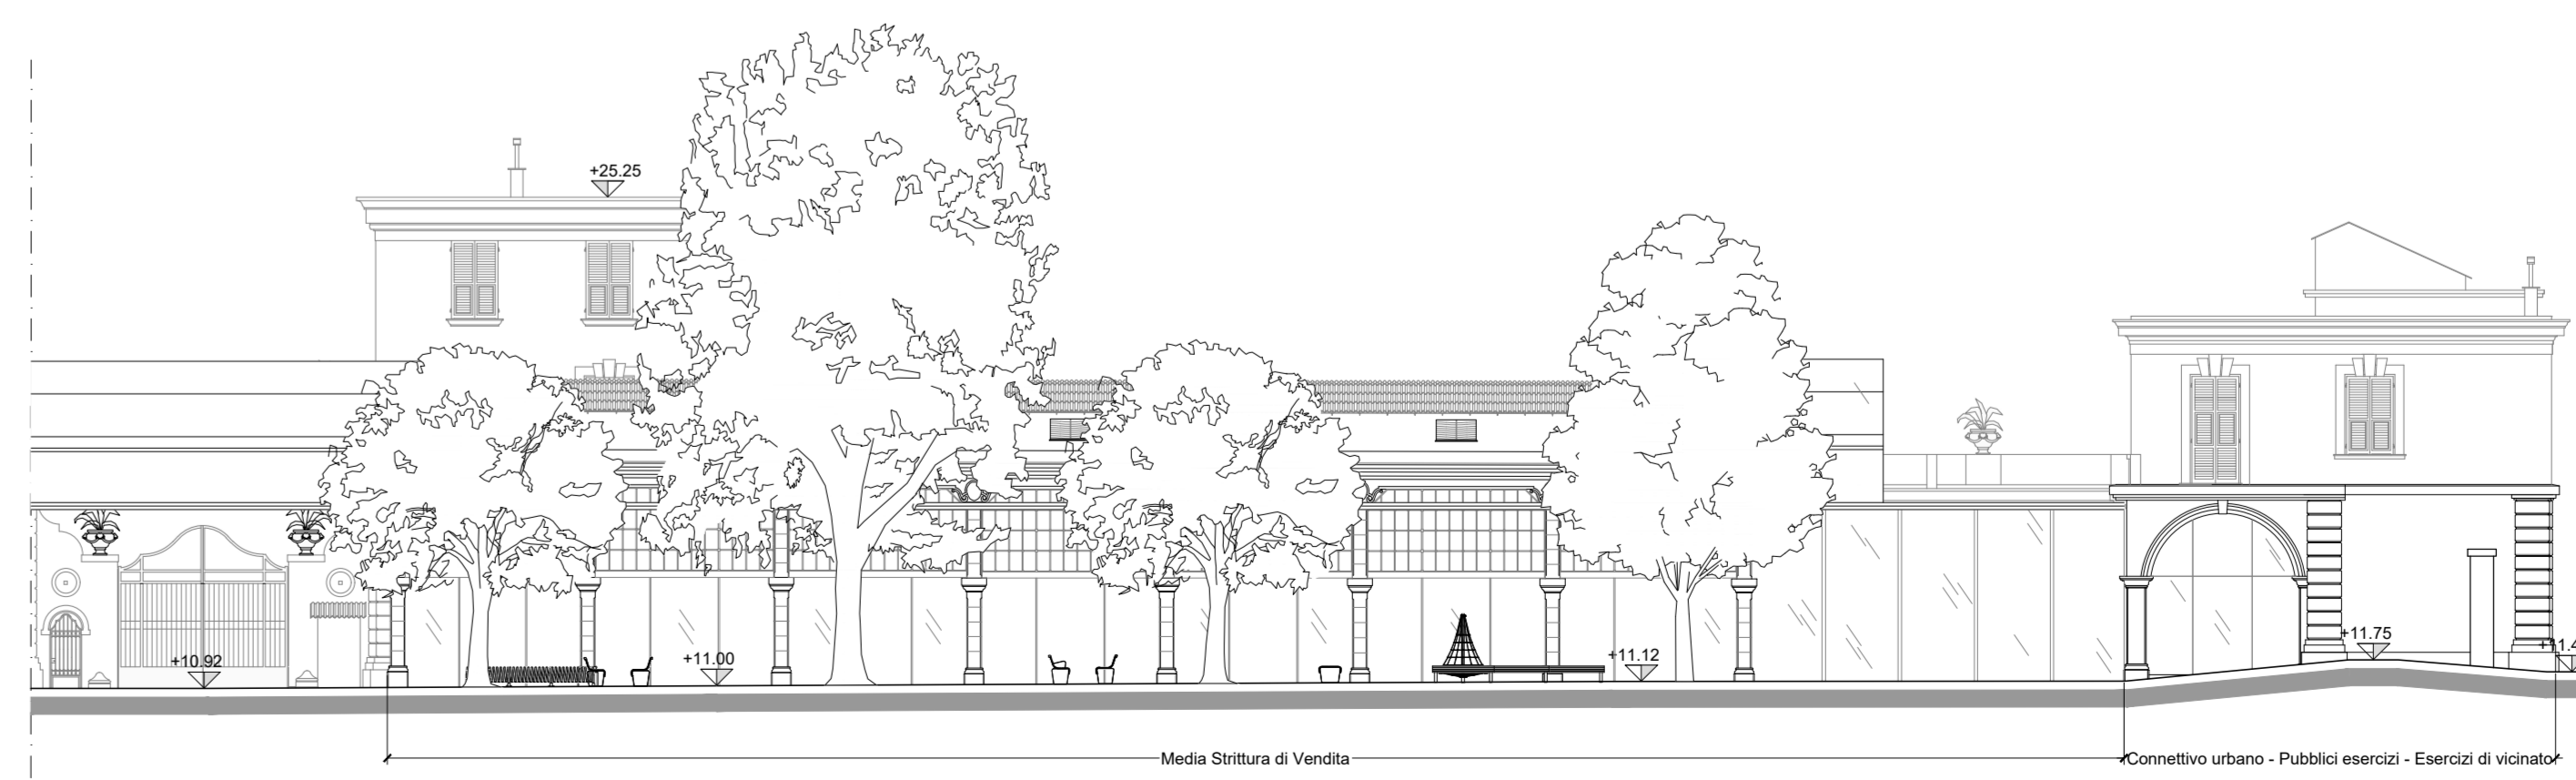 +25.25
+10.92
+11.00
+11.12
+11.75
Media Strittura di Vendita
Connettivo urbano - Pubblici esercizi - Esercizi di vicinato